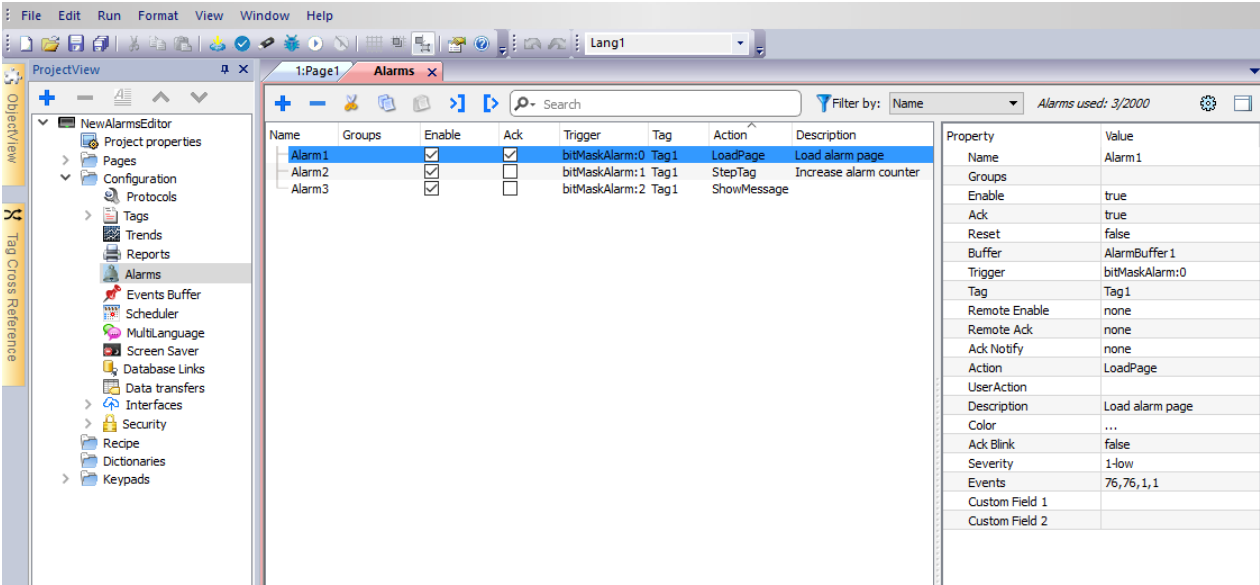 File Edit Run Format View Window Help
Lang1
ProjectView
1:Page1 Alarms
Search
Filter by: Name
Alarms used: 3/2000
ObjectView
Tag Cross Reference
NewAlarmsEditor
Project properties
Pages
Configuration
Protocols
Tags
Trends
Reports
Alarms
Events Buffer
Scheduler
MultiLanguage
Screen Saver
Database Links
Data transfers
Interfaces
Security
Recipe
Dictionaries
Keypads
Name Groups Enable Ack Trigger Tag Action Description
Alarm1 bitMaskAlarm:0 Tag1 LoadPage Load alarm page
Alarm2 bitMaskAlarm:1 Tag1 StepTag Increase alarm counter
Alarm3 bitMaskAlarm:2 Tag1 ShowMessage
Property Value
Name Alarm1
Groups
Enable true
Ack true
Reset false
Buffer AlarmBuffer1
Trigger bitMaskAlarm:0
Tag Tag1
Remote Enable none
Remote Ack none
Ack Notify none
Action LoadPage
UserAction
Description Load alarm page
Color ...
Ack Blink false
Severity 1-low
Events 76,76,1,1
Custom Field 1
Custom Field 2